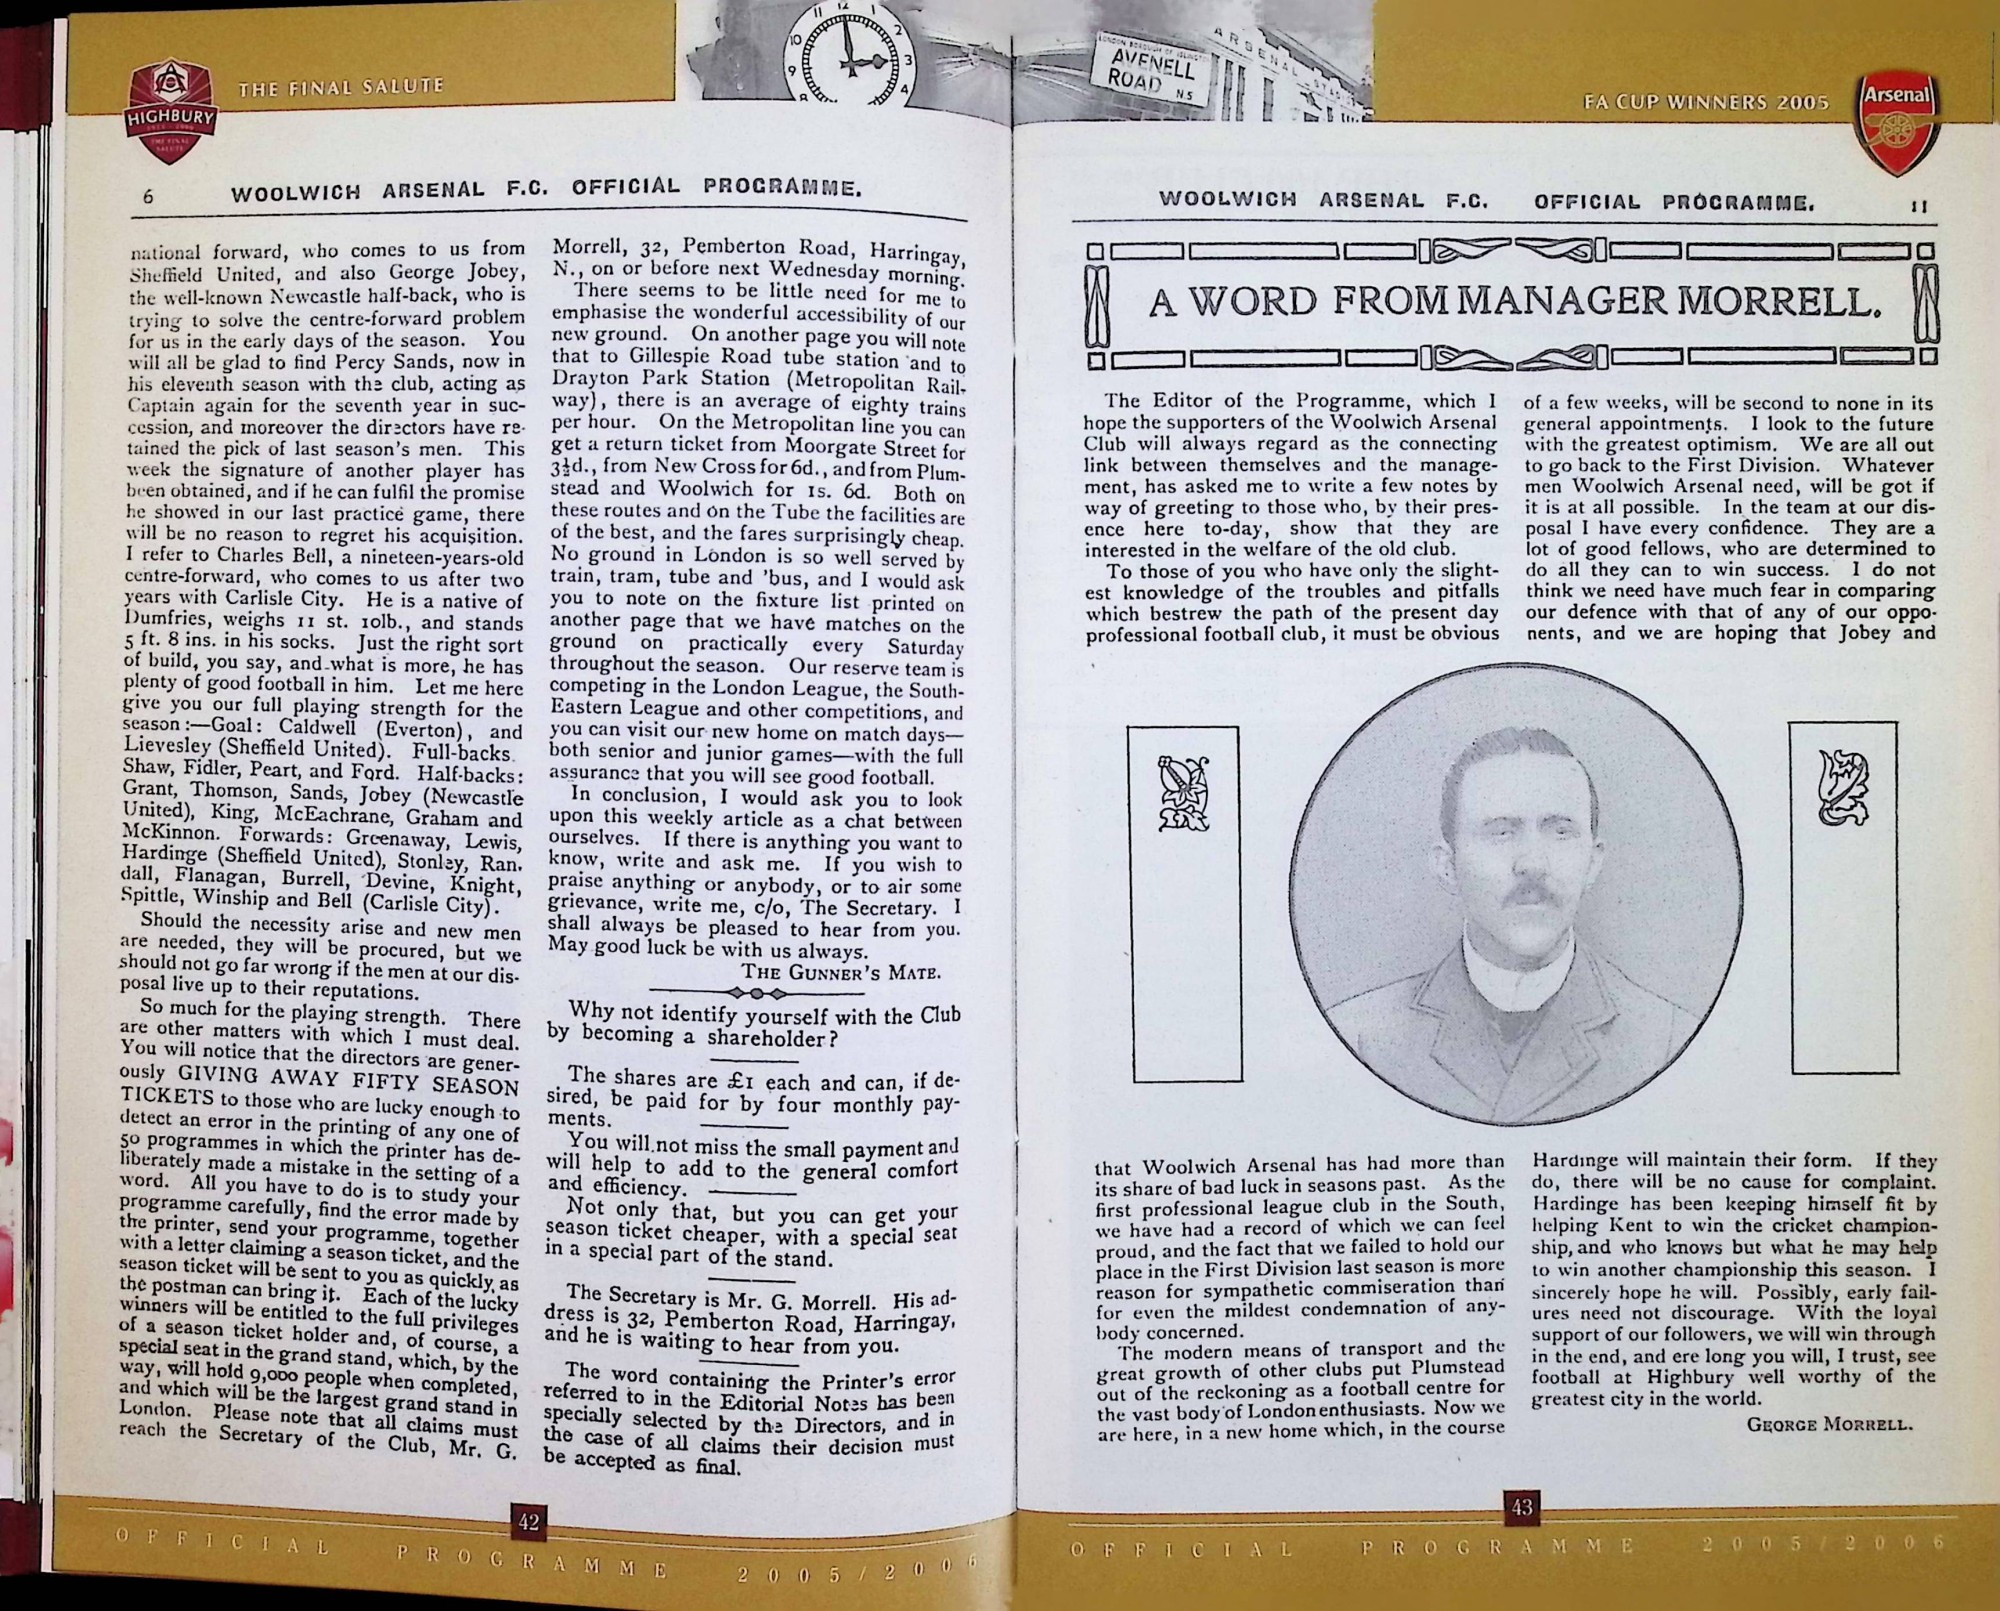 THE FINAL SALUTE
HIGHBURY
THE FINAL
SALUTE
12
11
1
10
2
9
3
8
4
6 WOOLWICH ARSENAL F.C. OFFICIAL PROGRAMME.
national forward, who comes to us from
Sheffield United, and also George Jobey,
the well-known Newcastle half-back, who is
trying to solve the centre-forward problem
for us in the early days of the season. You
will all be glad to find Percy Sands, now in
his eleventh season with the club, acting as
Captain again for the seventh year in suc-
cession, and moreover the directors have re-
tained the pick of last season's men. This
week the signature of another player has
been obtained, and if he can fulfil the promise
he showed in our last practice game, there
will be no reason to regret his acquisition.
I refer to Charles Bell, a nineteen-years-old
centre-forward, who comes to us after two
years with Carlisle City. He is a native of
Dumfries, weighs 11 st. 10lb., and stands
5 ft. 8 ins. in his socks. Just the right sort
of build, you say, and what is more, he has
plenty of good football in him. Let me here
give you our full playing strength for the
season :—Goal: Caldwell (Everton), and
Lievesley (Sheffield United). Full-backs.
Shaw, Fidler, Peart, and Ford. Half-backs:
Grant, Thomson, Sands, Jobey (Newcastle
United), King, McEachrane, Graham and
McKinnon. Forwards: Greenaway, Lewis,
Hardinge (Sheffield United), Stonley, Ran.
dall, Flanagan, Burrell, Devine, Knight,
Spittle, Winship and Bell (Carlisle City).
Should the necessity arise and new men
are needed, they will be procured, but we
should not go far wrong if the men at our dis-
posal live up to their reputations.
So much for the playing strength. There
are other matters with which I must deal.
You will notice that the directors are gener-
ously GIVING AWAY FIFTY SEASON
TICKETS to those who are lucky enough to
detect an error in the printing of any one of
50 programmes in which the printer has de-
liberately made a mistake in the setting of a
word. All you have to do is to study your
programme carefully, find the error made by
the printer, send your programme, together
with a letter claiming a season ticket, and the
season ticket will be sent to you as quickly as
the postman can bring it. Each of the lucky
winners will be entitled to the full privileges
of a season ticket holder and, of course, a
special seat in the grand stand, which, by the
way, will hold 9,000 people when completed,
and which will be the largest grand stand in
London. Please note that all claims must
reach the Secretary of the Club, Mr. G.
Morrell, 32, Pemberton Road, Harringay,
N., on or before next Wednesday morning.
There seems to be little need for me to
emphasise the wonderful accessibility of our
new ground. On another page you will note
that to Gillespie Road tube station and to
Drayton Park Station (Metropolitan Rail-
way), there is an average of eighty trains
per hour. On the Metropolitan line you can
get a return ticket from Moorgate Street for
3½d., from New Cross for 6d., and from Plum-
stead and Woolwich for 1s. 6d. Both on
these routes and on the Tube the facilities are
of the best, and the fares surprisingly cheap.
No ground in London is so well served by
train, tram, tube and 'bus, and I would ask
you to note on the fixture list printed on
another page that we have matches on the
ground on practically every Saturday
throughout the season. Our reserve team is
competing in the London League, the South-
Eastern League and other competitions, and
you can visit our new home on match days—
both senior and junior games—with the full
assurance that you will see good football.
In conclusion, I would ask you to look
upon this weekly article as a chat between
ourselves. If there is anything you want to
know, write and ask me. If you wish to
praise anything or anybody, or to air some
grievance, write me, c/o, The Secretary. I
shall always be pleased to hear from you.
May good luck be with us always.
THE GUNNER'S MATE.
Why not identify yourself with the Club
by becoming a shareholder?
The shares are £1 each and can, if de-
sired, be paid for by four monthly pay-
ments.
You will not miss the small payment and
will help to add to the general comfort
and efficiency.
Not only that, but you can get your
season ticket cheaper, with a special seat
in a special part of the stand.
The Secretary is Mr. G. Morrell. His ad-
dress is 32, Pemberton Road, Harringay,
and he is waiting to hear from you.
The word containing the Printer's error
referred to in the Editorial Notes has been
specially selected by the Directors, and in
the case of all claims their decision must
be accepted as final.
42
OFFICIAL PROGRAMME 2005/2006
AVENELL
ROAD N.5
ARSENAL STADIUM
FA CUP WINNERS 2005
Arsenal
WOOLWICH ARSENAL F.C. OFFICIAL PROGRAMME. 11
A WORD FROM MANAGER MORRELL.
The Editor of the Programme, which I
hope the supporters of the Woolwich Arsenal
Club will always regard as the connecting
link between themselves and the manage-
ment, has asked me to write a few notes by
way of greeting to those who, by their pres-
ence here to-day, show that they are
interested in the welfare of the old club.
To those of you who have only the slight-
est knowledge of the troubles and pitfalls
which bestrew the path of the present day
professional football club, it must be obvious
that Woolwich Arsenal has had more than
its share of bad luck in seasons past. As the
first professional league club in the South,
we have had a record of which we can feel
proud, and the fact that we failed to hold our
place in the First Division last season is more
reason for sympathetic commiseration than
for even the mildest condemnation of any-
body concerned.
The modern means of transport and the
great growth of other clubs put Plumstead
out of the reckoning as a football centre for
the vast body of London enthusiasts. Now we
are here, in a new home which, in the course
of a few weeks, will be second to none in its
general appointments. I look to the future
with the greatest optimism. We are all out
to go back to the First Division. Whatever
men Woolwich Arsenal need, will be got if
it is at all possible. In the team at our dis-
posal I have every confidence. They are a
lot of good fellows, who are determined to
do all they can to win success. I do not
think we need have much fear in comparing
our defence with that of any of our oppo-
nents, and we are hoping that Jobey and
Hardinge will maintain their form. If they
do, there will be no cause for complaint.
Hardinge has been keeping himself fit by
helping Kent to win the cricket champion-
ship, and who knows but what he may help
to win another championship this season. I
sincerely hope he will. Possibly, early fail-
ures need not discourage. With the loyal
support of our followers, we will win through
in the end, and ere long you will, I trust, see
football at Highbury well worthy of the
greatest city in the world.
GEORGE MORRELL.
43
OFFICIAL PROGRAMME 2005/2006